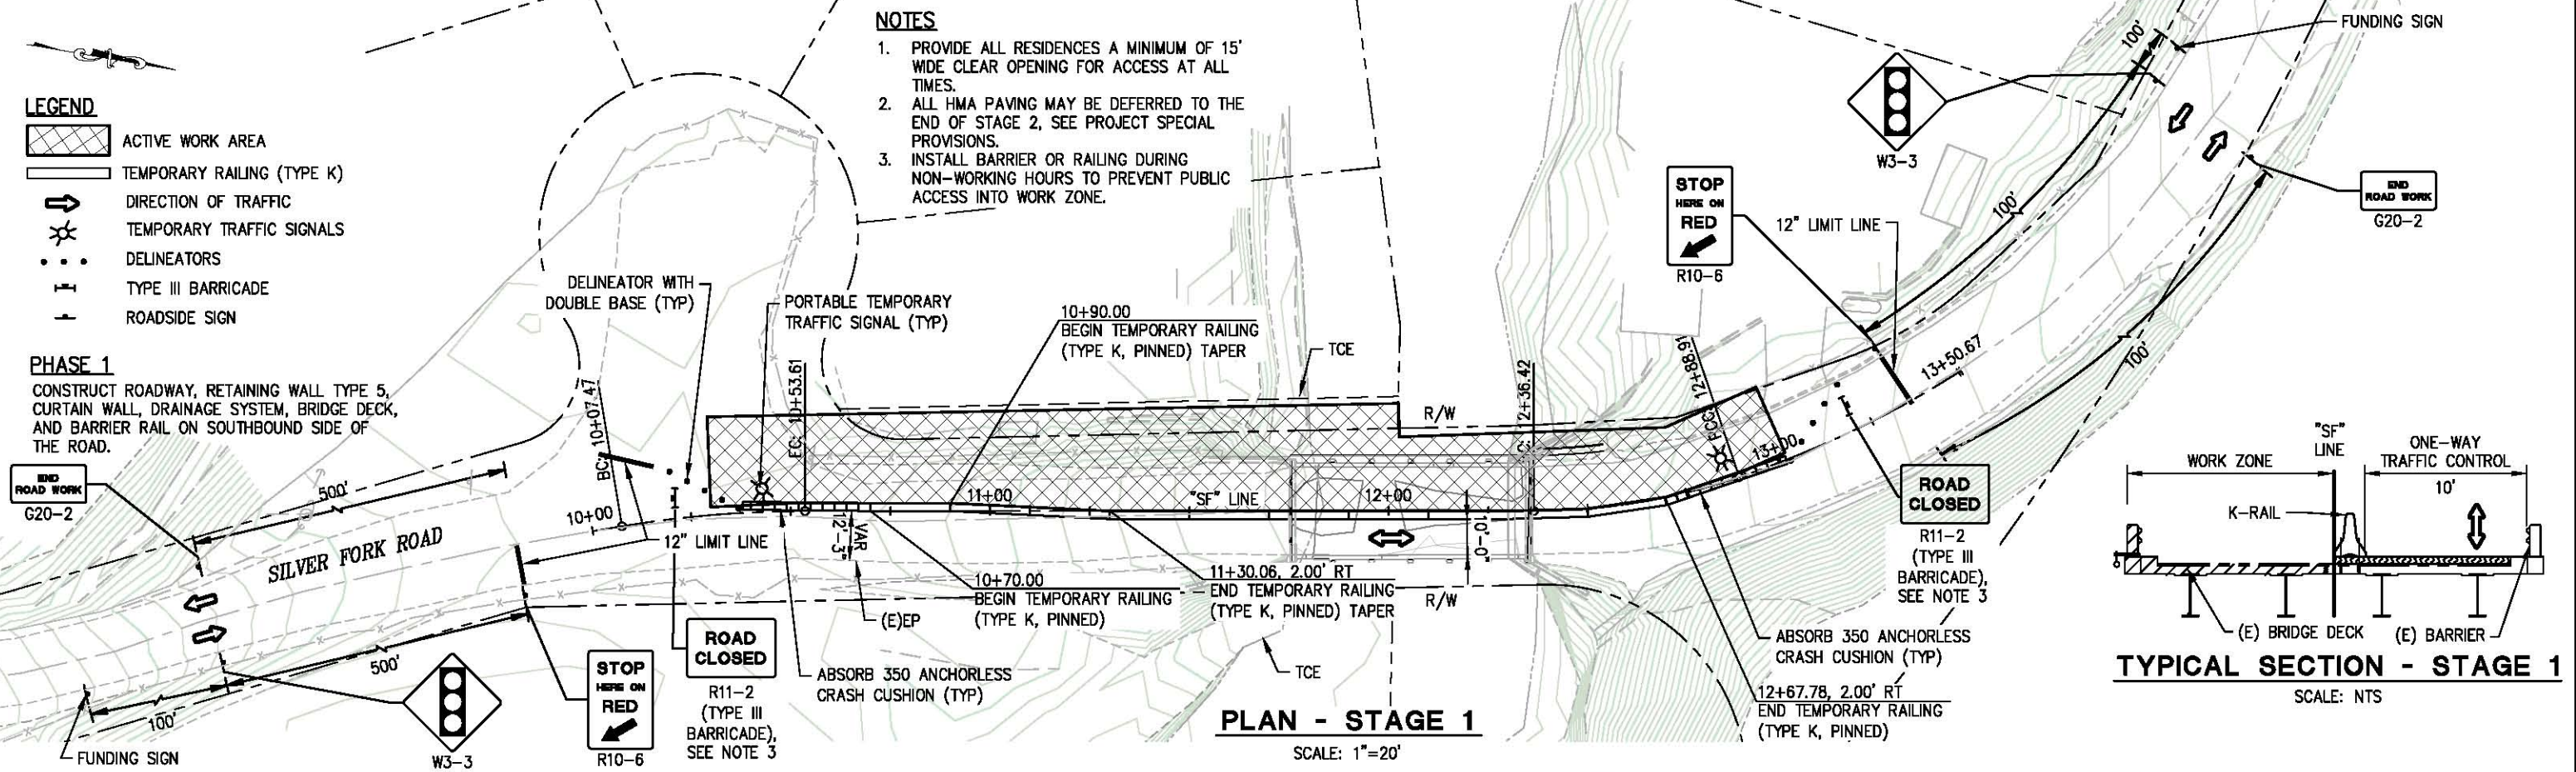 LEGEND
ACTIVE WORK AREA
TEMPORARY RAILING (TYPE K)
DIRECTION OF TRAFFIC
TEMPORARY TRAFFIC SIGNALS
DELINEATORS
TYPE III BARRICADE
ROADSIDE SIGN
PHASE 1
CONSTRUCT ROADWAY, RETAINING WALL TYPE 5,
CURTAIN WALL, DRAINAGE SYSTEM, BRIDGE DECK,
AND BARRIER RAIL ON SOUTHBOUND SIDE OF
THE ROAD.
NOTES
1. PROVIDE ALL RESIDENCES A MINIMUM OF 15'
WIDE CLEAR OPENING FOR ACCESS AT ALL
TIMES.
2. ALL HMA PAVING MAY BE DEFERRED TO THE
END OF STAGE 2, SEE PROJECT SPECIAL
PROVISIONS.
3. INSTALL BARRIER OR RAILING DURING
NON-WORKING HOURS TO PREVENT PUBLIC
ACCESS INTO WORK ZONE.
END
ROAD WORK
G20-2
500'
SILVER FORK ROAD
500'
100'
FUNDING SIGN
W3-3
STOP
HERE ON
RED
R10-6
ROAD
CLOSED
R11-2
(TYPE III
BARRICADE),
SEE NOTE 3
BC: 10+07.47
10+00
12" LIMIT LINE
DELINEATOR WITH
DOUBLE BASE (TYP)
PORTABLE TEMPORARY
TRAFFIC SIGNAL (TYP)
EC: 10+53.61
10+90.00
BEGIN TEMPORARY RAILING
(TYPE K, PINNED) TAPER
TCE
R/W
11+00
"SF" LINE
12+00
VAR
12'-3"
10'-0"
(E)EP
10+70.00
BEGIN TEMPORARY RAILING
(TYPE K, PINNED)
11+30.06, 2.00' RT
END TEMPORARY RAILING
(TYPE K, PINNED) TAPER
R/W
TCE
ABSORB 350 ANCHORLESS
CRASH CUSHION (TYP)
PLAN - STAGE 1
SCALE: 1"=20'
12+36.42
PCC: 12+88.91
13+00
13+50.67
12" LIMIT LINE
STOP
HERE ON
RED
R10-6
W3-3
100'
100'
100'
FUNDING SIGN
END
ROAD WORK
G20-2
ROAD
CLOSED
R11-2
(TYPE III
BARRICADE),
SEE NOTE 3
ABSORB 350 ANCHORLESS
CRASH CUSHION (TYP)
12+67.78, 2.00' RT
END TEMPORARY RAILING
(TYPE K, PINNED)
WORK ZONE
"SF"
LINE
ONE-WAY
TRAFFIC CONTROL
10'
K-RAIL
(E) BRIDGE DECK
(E) BARRIER
TYPICAL SECTION - STAGE 1
SCALE: NTS